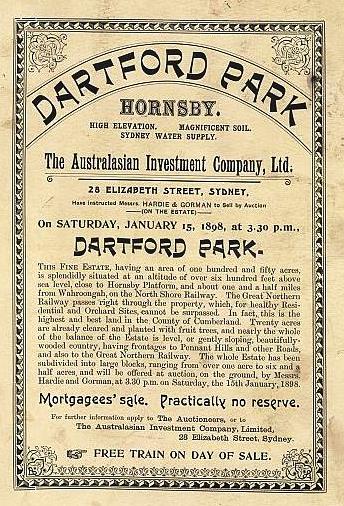 DARTFORD PARK
HORNSBY.
HIGH ELEVATION. MAGNIFICENT SOIL.
SYDNEY WATER SUPPLY.
The Australasian Investment Company, Ltd.
28 ELIZABETH STREET, SYDNEY,
Have instructed Messrs. HARDIE & GORMAN to Sell by Auction
(ON THE ESTATE)
On SATURDAY, JANUARY 15, 1898, at 3.30 p.m.,
DARTFORD PARK.
THIS FINE ESTATE, having an area of one hundred and fifty acres,
is splendidly situated at an altitude of over six hundred feet above
sea level, close to Hornsby Platform, and about one and a half miles
from Wahroongah, on the North Shore Railway. The Great Northern
Railway passes right through the property, which, for healthy Resi-
dential and Orchard Sites, cannot be surpassed. In fact, this is the
highest and best land in the County of Cumberland. Twenty acres
are already cleared and planted with fruit trees, and nearly the whole
of the balance of the Estate is level, or gently sloping, beautifully-
wooded country, having frontages to Pennant Hills and other Roads,
and also to the Great Northern Railway. The whole Estate has been
subdivided into large blocks, ranging from over one acre to six and a
half acres, and will be offered at auction, on the ground, by Messrs.
Hardie and Gorman, at 3.30 p.m. on Saturday, the 15th January, 1898.
Mortgagees' sale. Practically no reserve.
For further information apply to The Auctioneers, or to
The Australasian Investment Company, Limited,
28 Elizabeth Street, Sydney.
☞ FREE TRAIN ON DAY OF SALE.